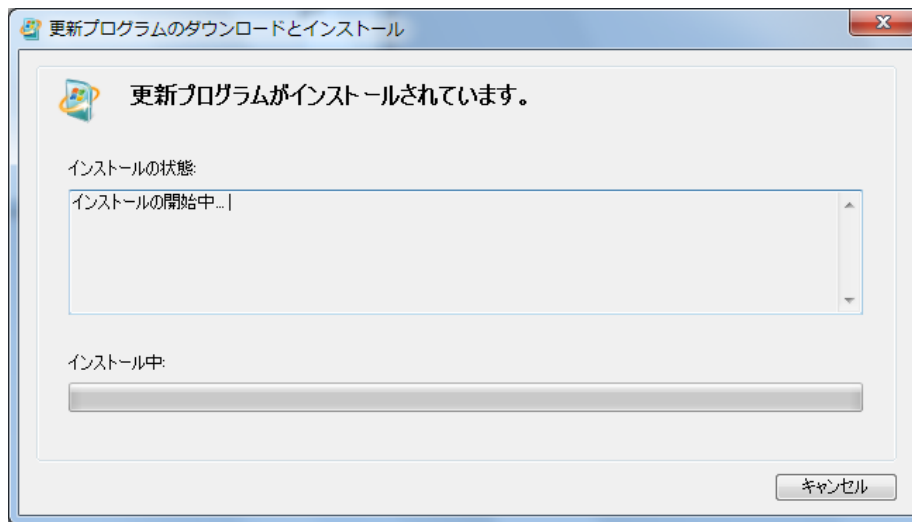 更新プログラムのダウンロードとインストール
更新プログラムがインストールされています。
インストールの状態:
インストールの開始中...
インストール中:
キャンセル